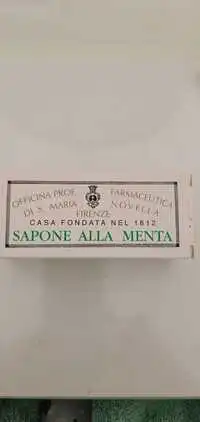 OFFICINA PROF. FARMACEUTICA
DI S. MARIA NOVELLA
FIRENZE
CASA FONDATA NEL 1612
SAPONE ALLA MENTA